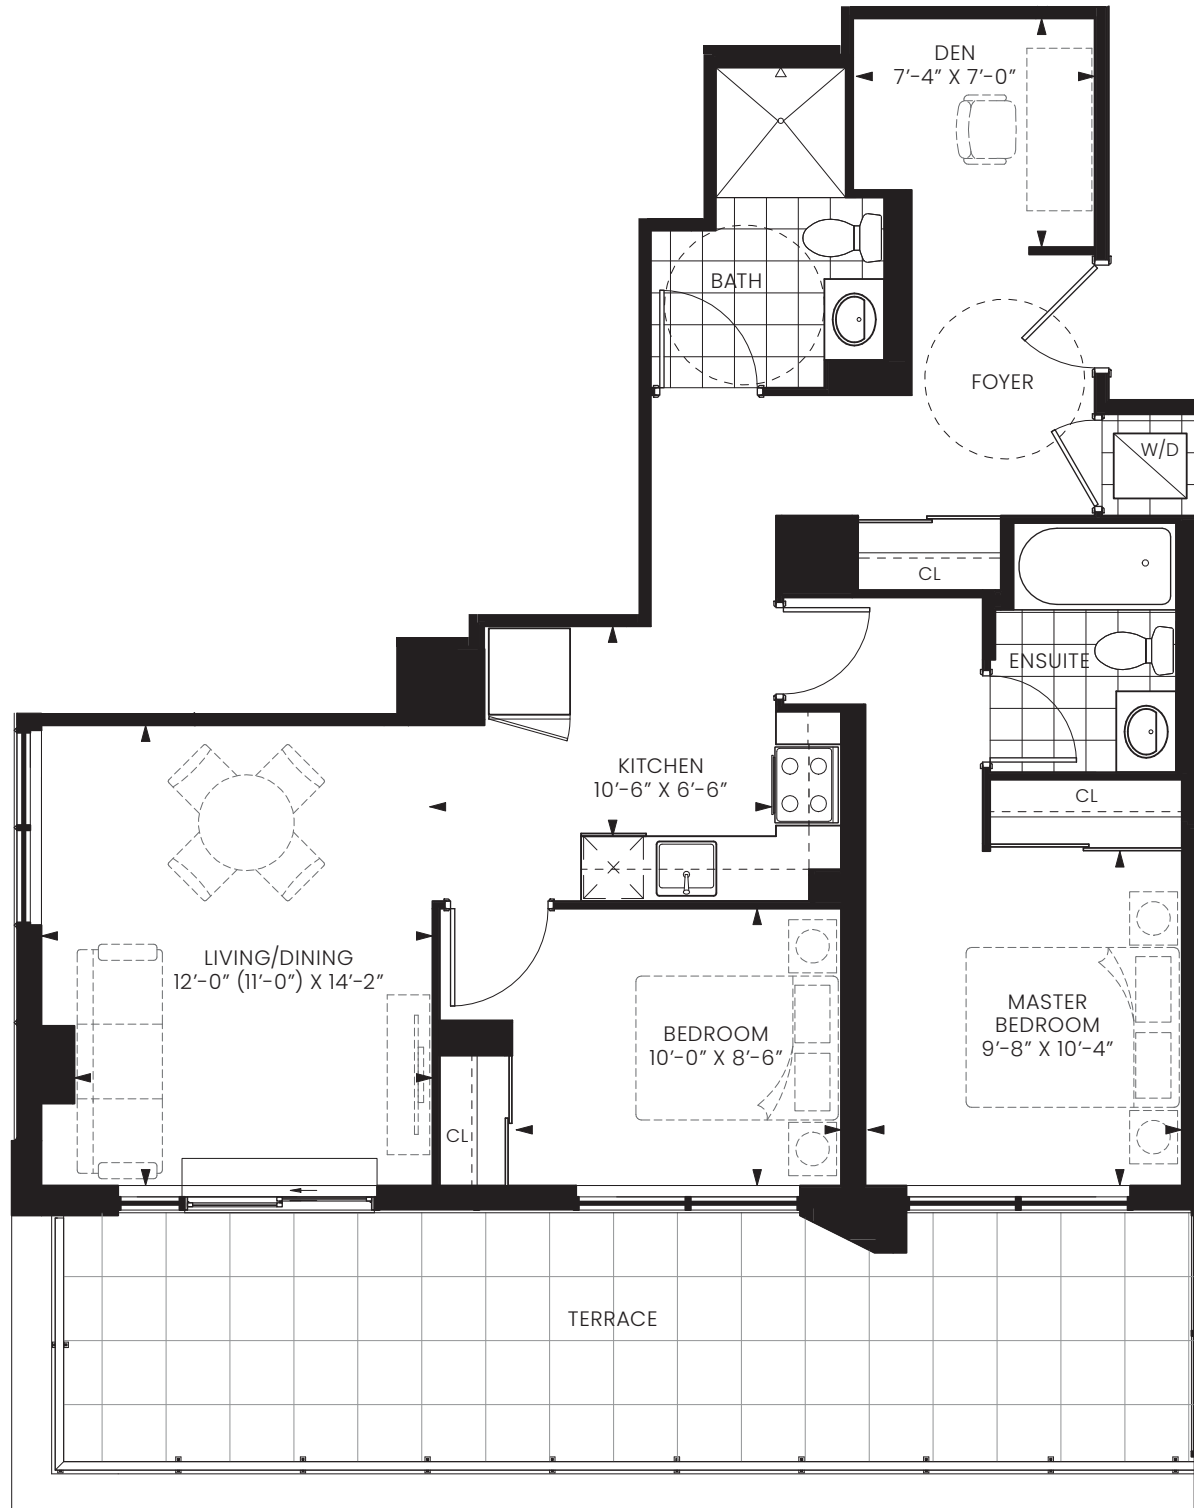 DEN
7’-4” X 7’-0”
BATH
FOYER
W/D
CL
ENSUITE
KITCHEN
10’-6” X 6’-6”
CL
LIVING/DINING
12’-0” (11’-0”) X 14’-2”
MASTER
BEDROOM
9’-8” X 10’-4”
BEDROOM
10’-0” X 8’-6”
CL
TERRACE